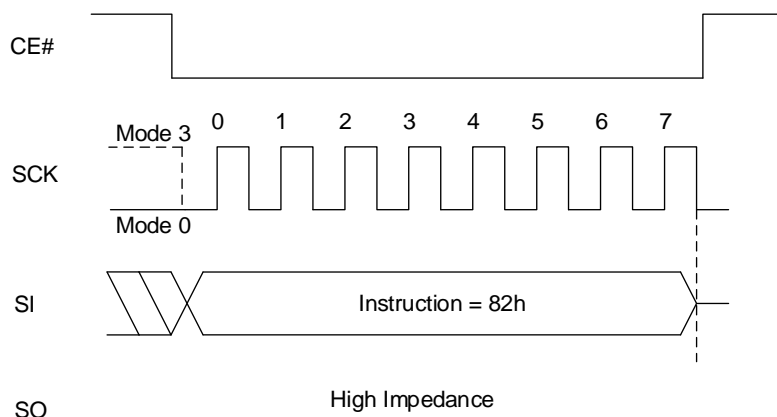 CE#
Mode 3
0 1 2 3 4 5 6 7
SCK
Mode 0
SI
Instruction = 82h
SO
High Impedance